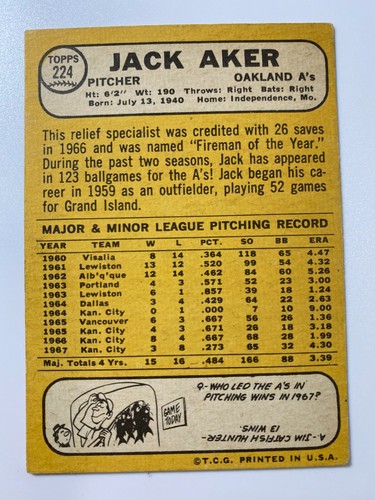 TOPPS
224
JACK AKER
PITCHER OAKLAND A's
Ht: 6'2" Wt: 190 Throws: Right Bats: Right
Born: July 13, 1940 Home: Independence, Mo.
This relief specialist was credited with 26 saves
in 1966 and was named "Fireman of the Year."
During the past two seasons, Jack has appeared
in 123 ballgames for the A's! Jack began his ca-
reer in 1959 as an outfielder, playing 52 games
for Grand Island.
MAJOR & MINOR LEAGUE PITCHING RECORD
YEAR TEAM W L PCT. SO BB ERA
1960 Visalia 8 14 .364 118 65 4.47
1961 Lewiston 13 12 .520 99 54 4.32
1962 Alb'q'que 12 14 .462 84 60 5.26
1963 Portland 4 3 .571 52 23 3.00
1963 Lewiston 6 1 .857 39 18 1.24
1964 Dallas 3 4 .429 64 22 2.63
1964 Kan. City 0 1 .000 7 10 9.00
1965 Vancouver 6 3 .667 56 26 1.36
1965 Kan. City 4 .667 26 18 3.18
1966 Kan. City 8 4 .667 68 28 1.99
1967 Kan. City 3 8 .273 65 32 4.30
Maj. Totals 4 Yrs. 15 16 .484 166 88 3.39
GAME
TODAY
Q-WHO LED THE A'S IN
PITCHING WINS IN 1967?
A-JIM CATFISH HUNTER-
13 WINS.
©T.C.G. PRINTED IN U.S.A.